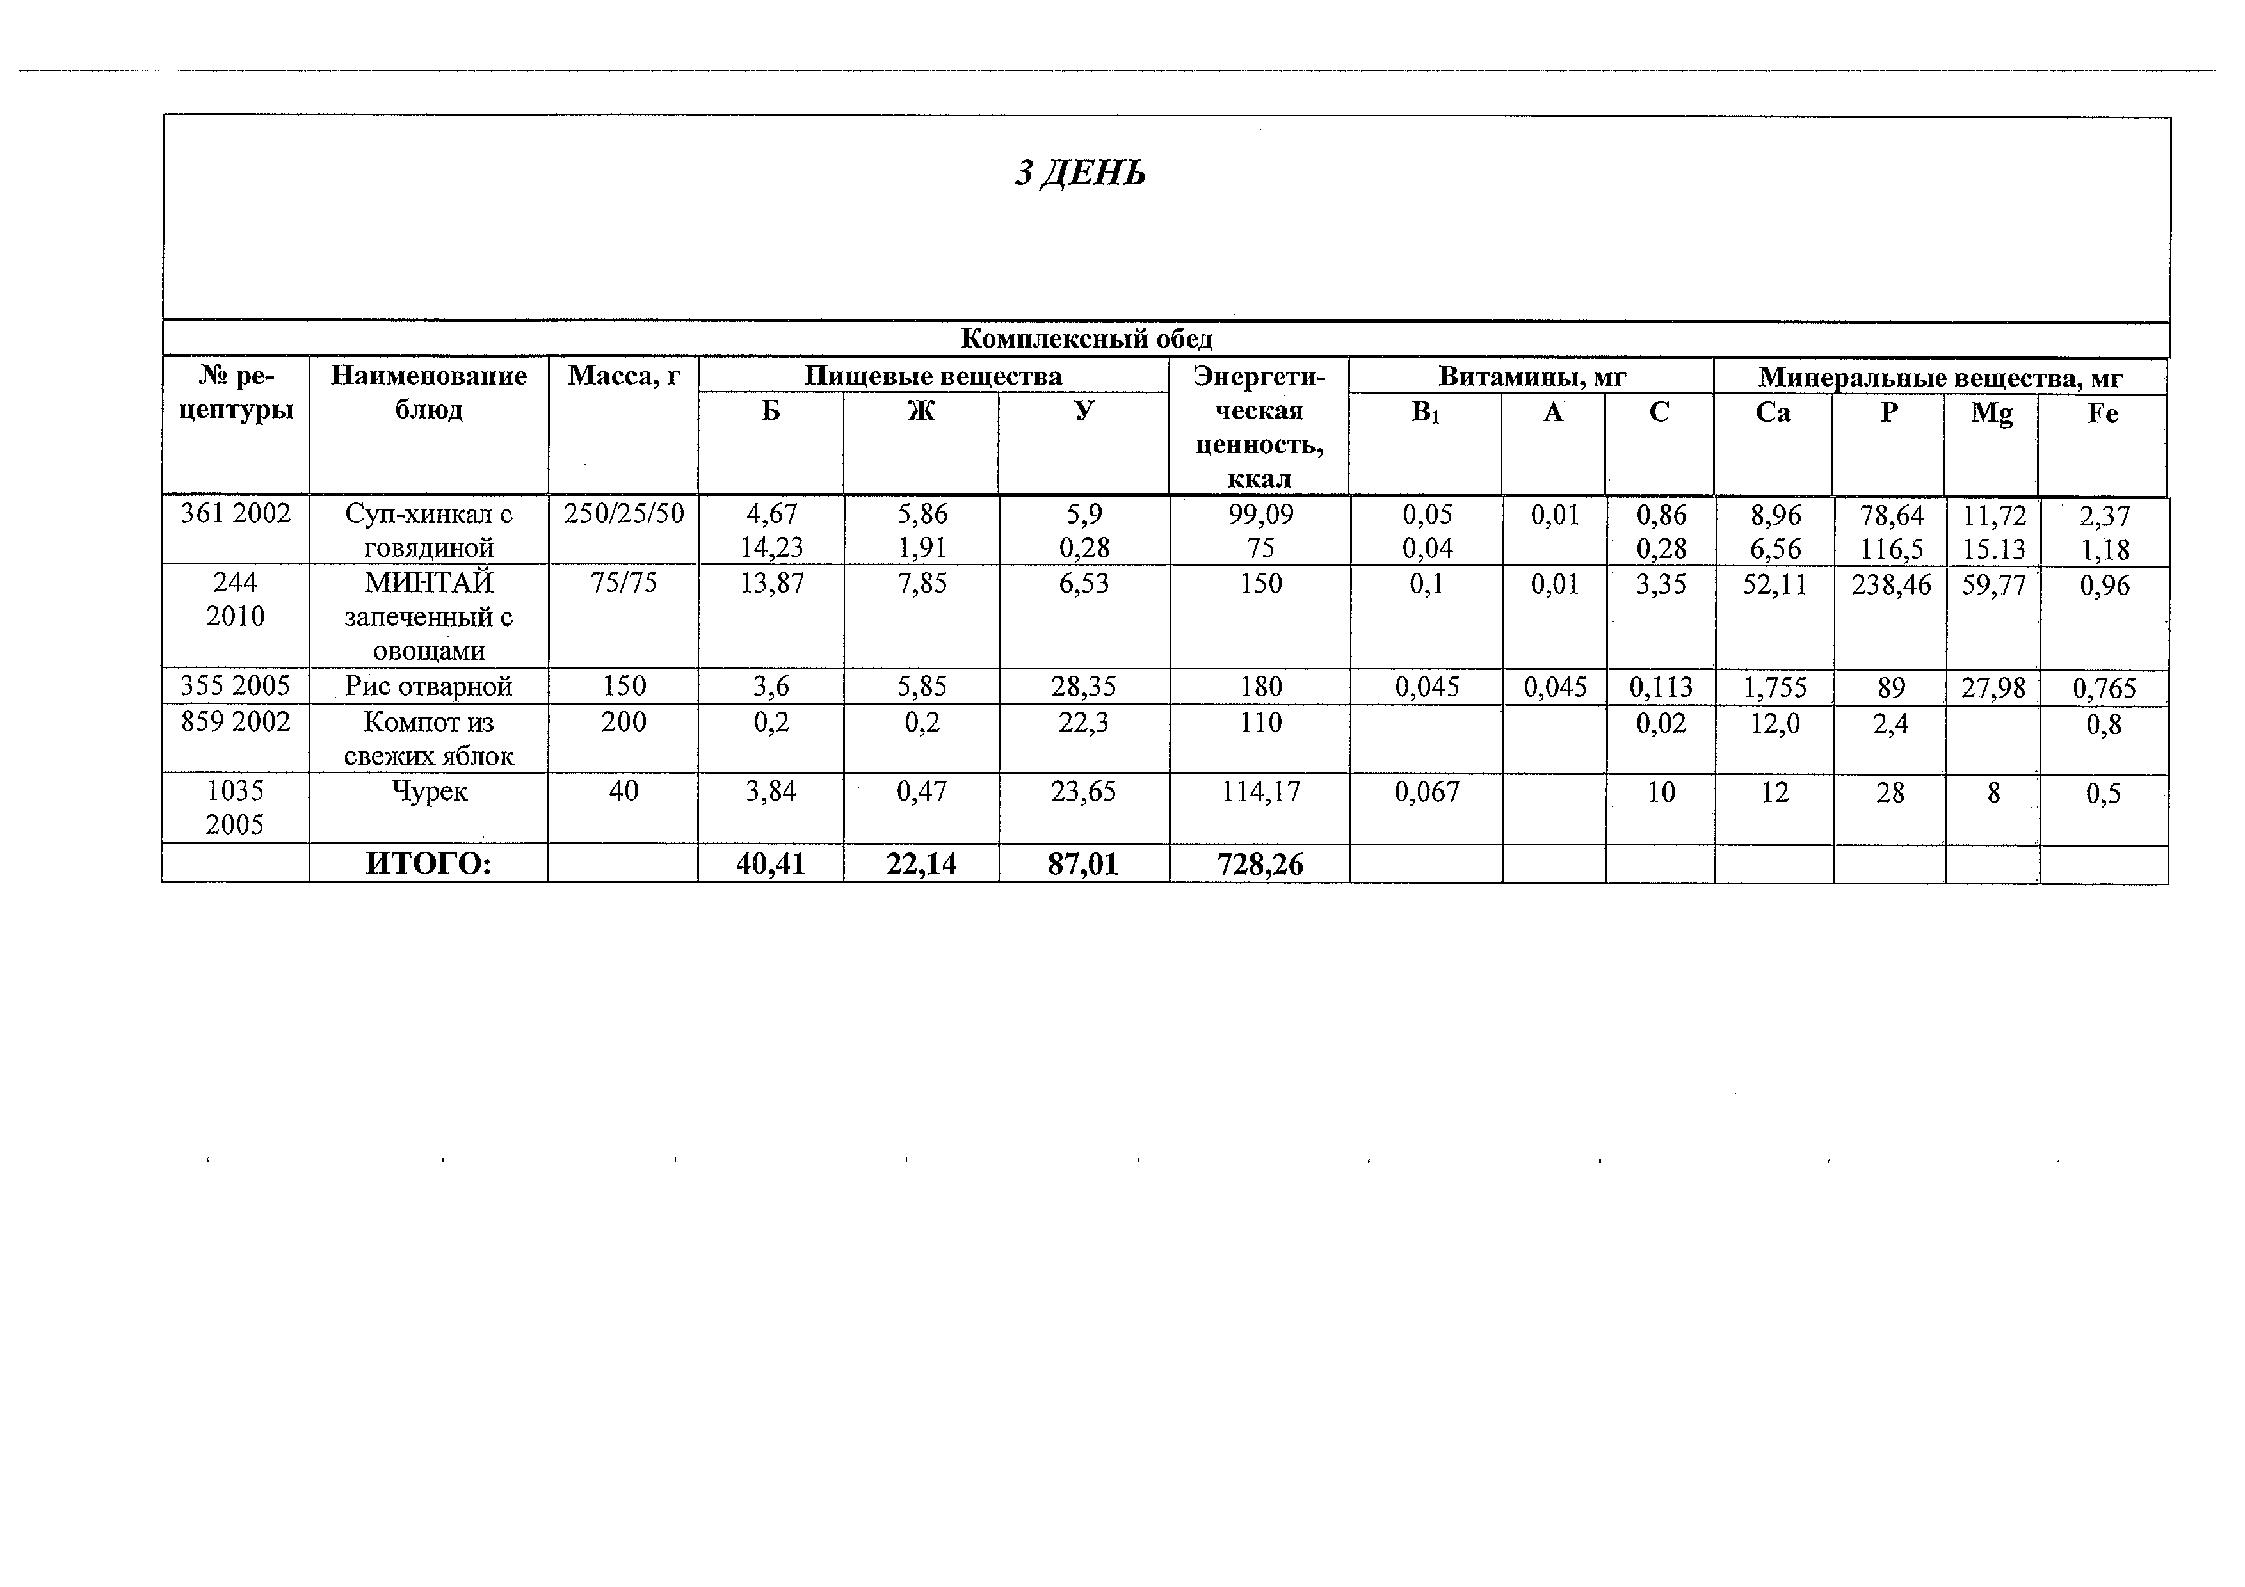 3 ДЕНЬ
Комплексный обед
№ ре- Наименование Масса, г Пищевые вещества Энергети- Витамины, мг Минеральные вещества, мг
цептуры блюд Б Ж У ческая B1 А С Ca P Mg Fe
ценность,
ккал
361 2002 Суп-хинкал с 250/25/50 4,67 5,86 5,9 99,09 0,05 0,01 0,86 8,96 78,64 11,72 2,37
говядиной 14,23 1,91 0,28 75 0,04 0,28 6,56 116,5 15.13 1,18
244 МИНТАЙ 75/75 13,87 7,85 6,53 150 0,1 0,01 3,35 52,11 238,46 59,77 0,96
2010 запеченный с
овощами
355 2005 Рис отварной 150 3,6 5,85 28,35 180 0,045 0,045 0,113 1,755 89 27,98 0,765
859 2002 Компот из 200 0,2 0,2 22,3 110 0,02 12,0 2,4 0,8
свежих яблок
1035 Чурек 40 3,84 0,47 23,65 114,17 0,067 10 12 28 8 0,5
2005
ИТОГО: 40,41 22,14 87,01 728,26